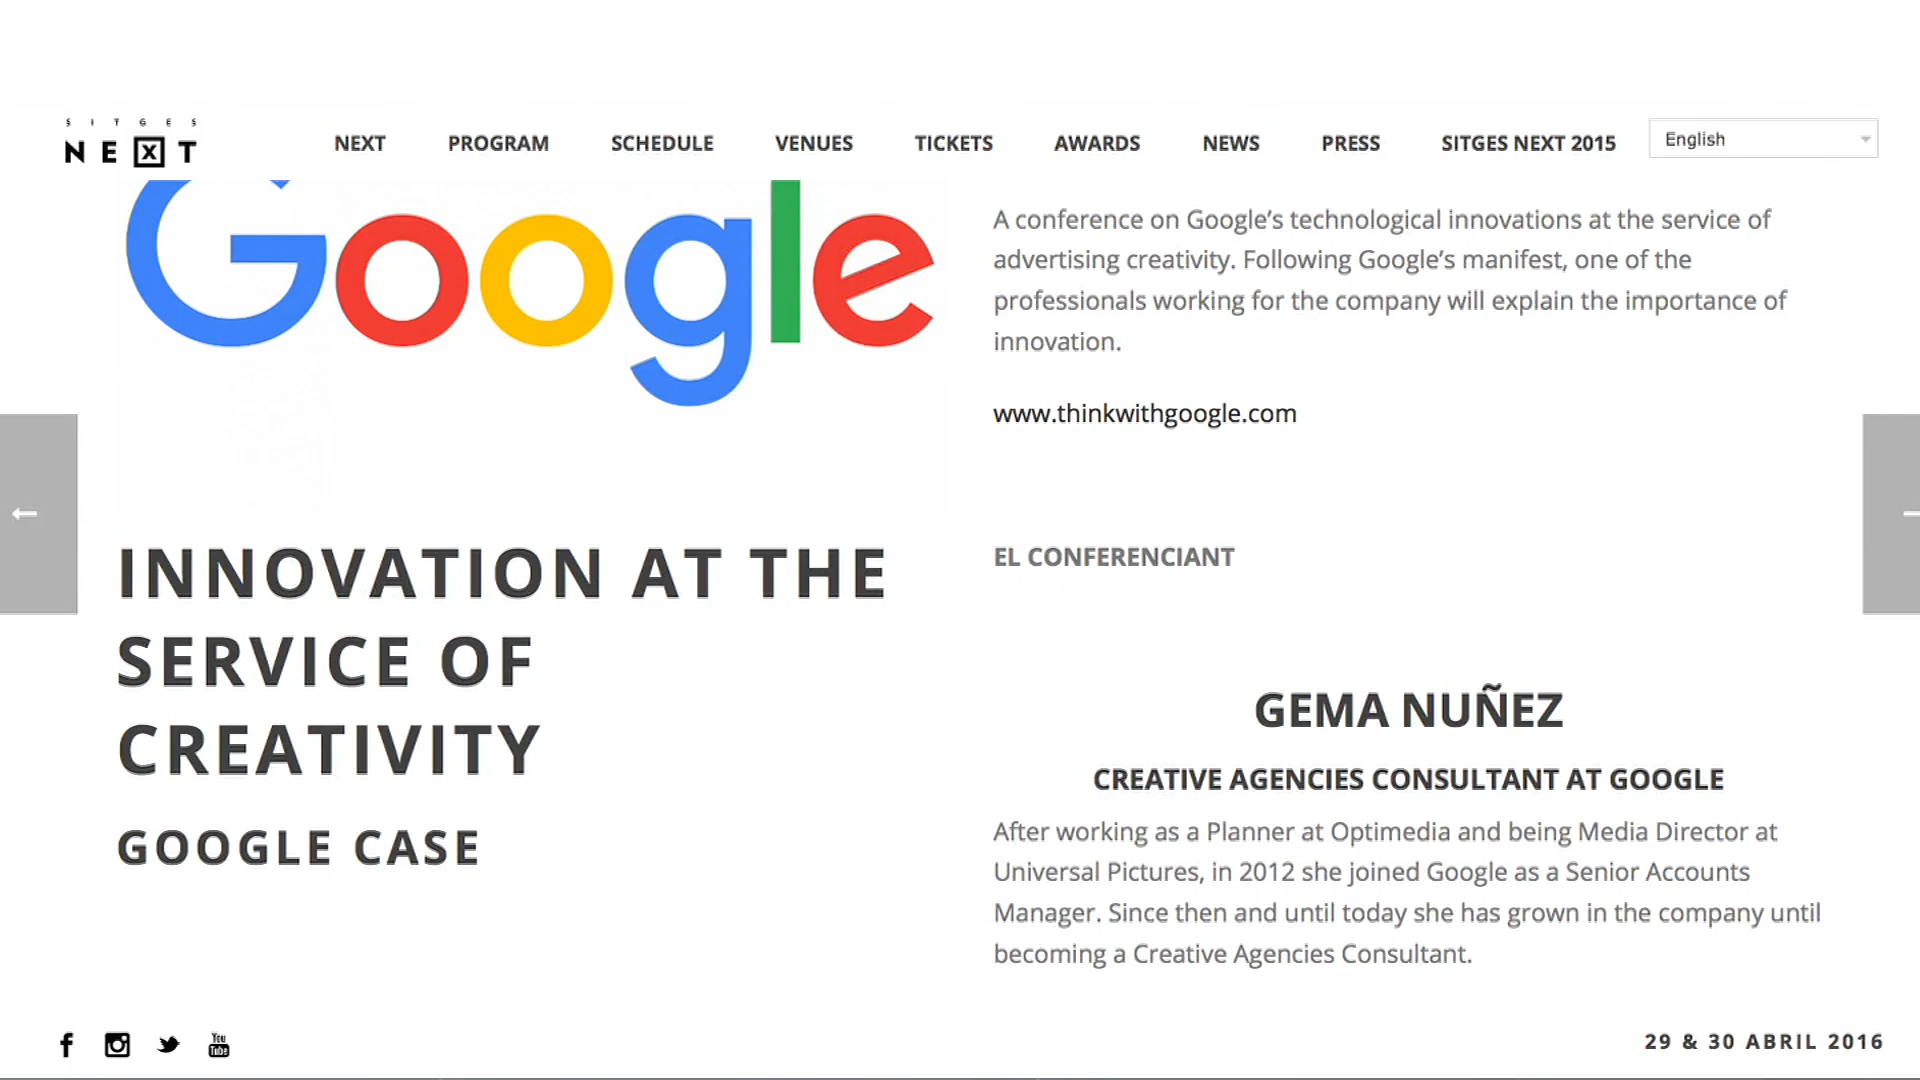 SITGES
NEXT
NEXT PROGRAM SCHEDULE VENUES TICKETS AWARDS NEWS PRESS SITGES NEXT 2015 English
Google
INNOVATION AT THE
SERVICE OF
CREATIVITY
GOOGLE CASE
A conference on Google’s technological innovations at the service of
advertising creativity. Following Google’s manifest, one of the
professionals working for the company will explain the importance of
innovation.
www.thinkwithgoogle.com
EL CONFERENCIANT
GEMA NUÑEZ
CREATIVE AGENCIES CONSULTANT AT GOOGLE
After working as a Planner at Optimedia and being Media Director at
Universal Pictures, in 2012 she joined Google as a Senior Accounts
Manager. Since then and until today she has grown in the company until
becoming a Creative Agencies Consultant.
You
Tube
29 & 30 ABRIL 2016